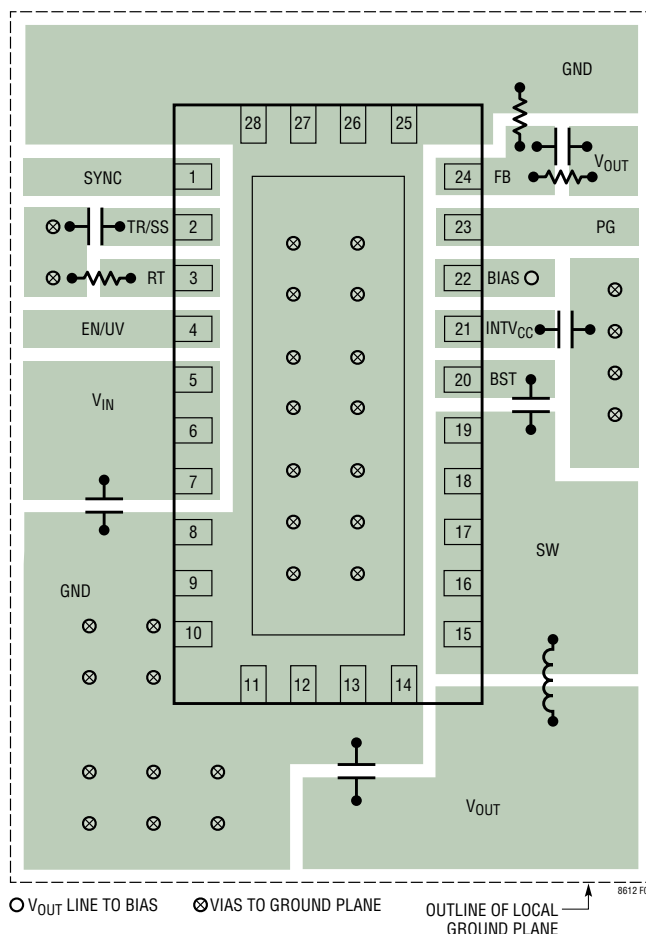 GND
28 27 26 25
SYNC 1 24 FB VOUT
TR/SS 2 23 PG
RT 3 22 BIAS
EN/UV 4 21 INTVCC
5 20 BST
VIN
6 19
7 18
8 17 SW
GND 9 16
10 15
11 12 13 14
VOUT
8612 F0
VOUT LINE TO BIAS VIAS TO GROUND PLANE OUTLINE OF LOCAL
GROUND PLANE